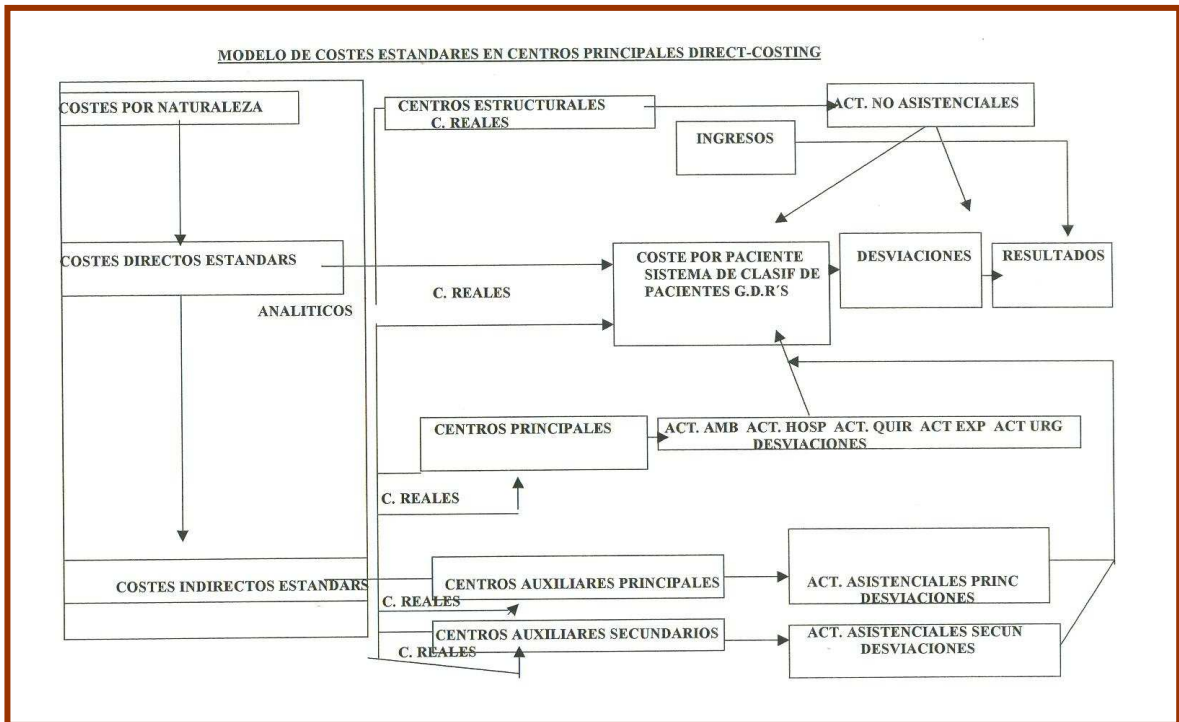 MODELO DE COSTES ESTANDARES EN CENTROS PRINCIPALES DIRECT-COSTING
COSTES POR NATURALEZA
CENTROS ESTRUCTURALES
C. REALES
ACT. NO ASISTENCIALES
INGRESOS
COSTES DIRECTOS ESTANDARS
ANALITICOS
C. REALES
COSTE POR PACIENTE
SISTEMA DE CLASIF DE
PACIENTES G.D.R´S
DESVIACIONES
RESULTADOS
CENTROS PRINCIPALES
ACT. AMB ACT. HOSP ACT. QUIR ACT EXP ACT URG
DESVIACIONES
C. REALES
COSTES INDIRECTOS ESTANDARS
CENTROS AUXILIARES PRINCIPALES
C. REALES
ACT. ASISTENCIALES PRINC
DESVIACIONES
CENTROS AUXILIARES SECUNDARIOS
C. REALES
ACT. ASISTENCIALES SECUN
DESVIACIONES